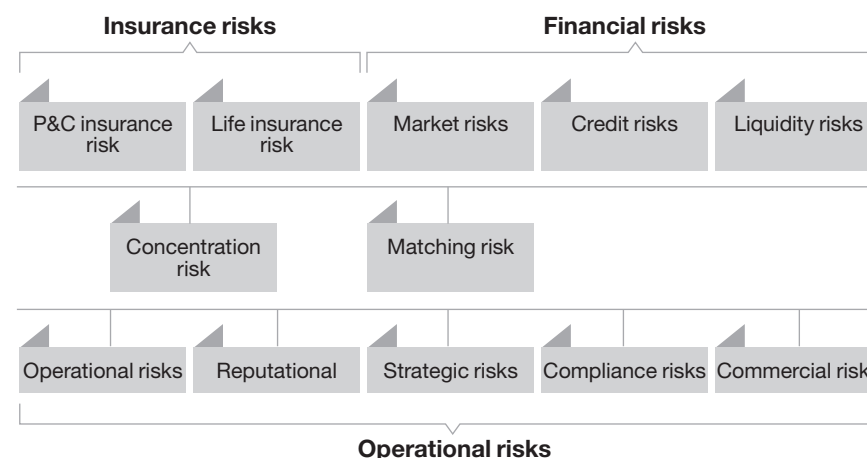 Insurance risks
Financial risks
P&C insurance
risk
Life insurance
risk
Market risks
Credit risks
Liquidity risks
Concentration
risk
Matching risk
Operational risks
Reputational
Strategic risks
Compliance risks
Commercial risk
Operational risks